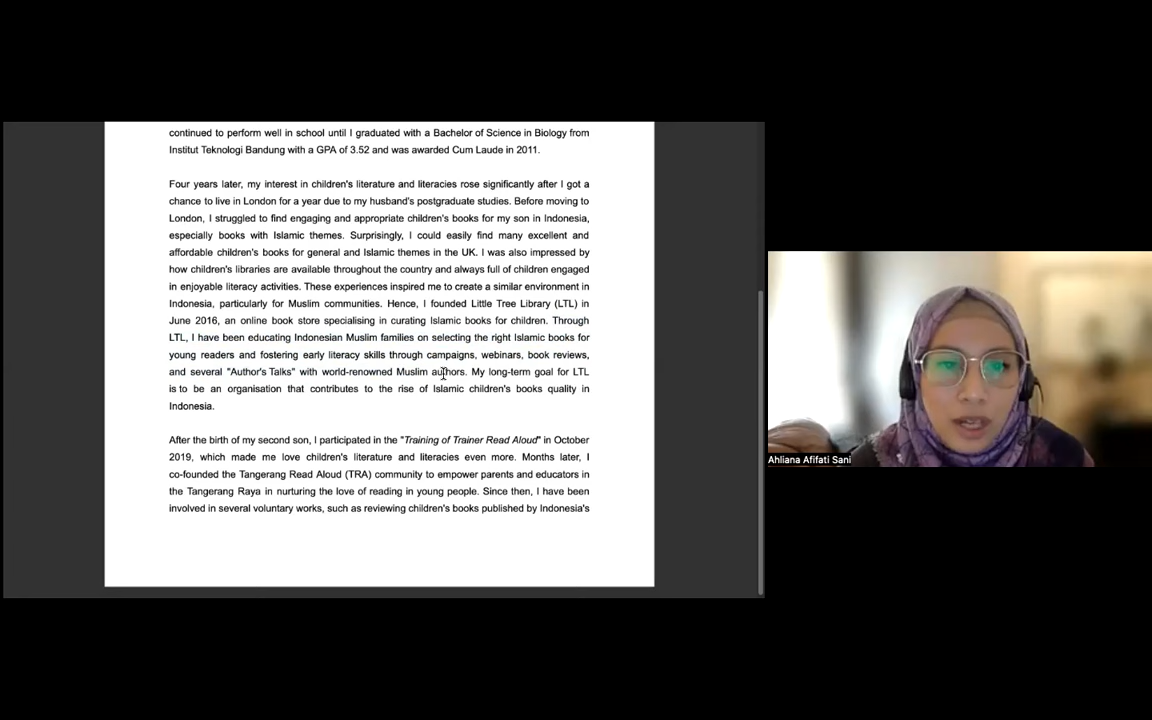 continued to perform well in school until I graduated with a Bachelor of Science in Biology from
Institut Teknologi Bandung with a GPA of 3.52 and was awarded Cum Laude in 2011.
Four years later, my interest in children's literature and literacies rose significantly after I got a
chance to live in London for a year due to my husband's postgraduate studies. Before moving to
London, I struggled to find engaging and appropriate children's books for my son in Indonesia,
especially books with Islamic themes. Surprisingly, I could easily find many excellent and
affordable children's books for general and Islamic themes in the UK. I was also impressed by
how children's libraries are available throughout the country and always full of children engaged
in enjoyable literacy activities. These experiences inspired me to create a similar environment in
Indonesia, particularly for Muslim communities. Hence, I founded Little Tree Library (LTL) in
June 2016, an online book store specialising in curating Islamic books for children. Through
LTL, I have been educating Indonesian Muslim families on selecting the right Islamic books for
young readers and fostering early literacy skills through campaigns, webinars, book reviews,
and several "Author's Talks" with world-renowned Muslim authors. My long-term goal for LTL
is to be an organisation that contributes to the rise of Islamic children's books quality in
Indonesia.
After the birth of my second son, I participated in the "Training of Trainer Read Aloud" in October
2019, which made me love children's literature and literacies even more. Months later, I
co-founded the Tangerang Read Aloud (TRA) community to empower parents and educators in
the Tangerang Raya in nurturing the love of reading in young people. Since then, I have been
involved in several voluntary works, such as reviewing children's books published by Indonesia's
Ahliana Afifati Sani